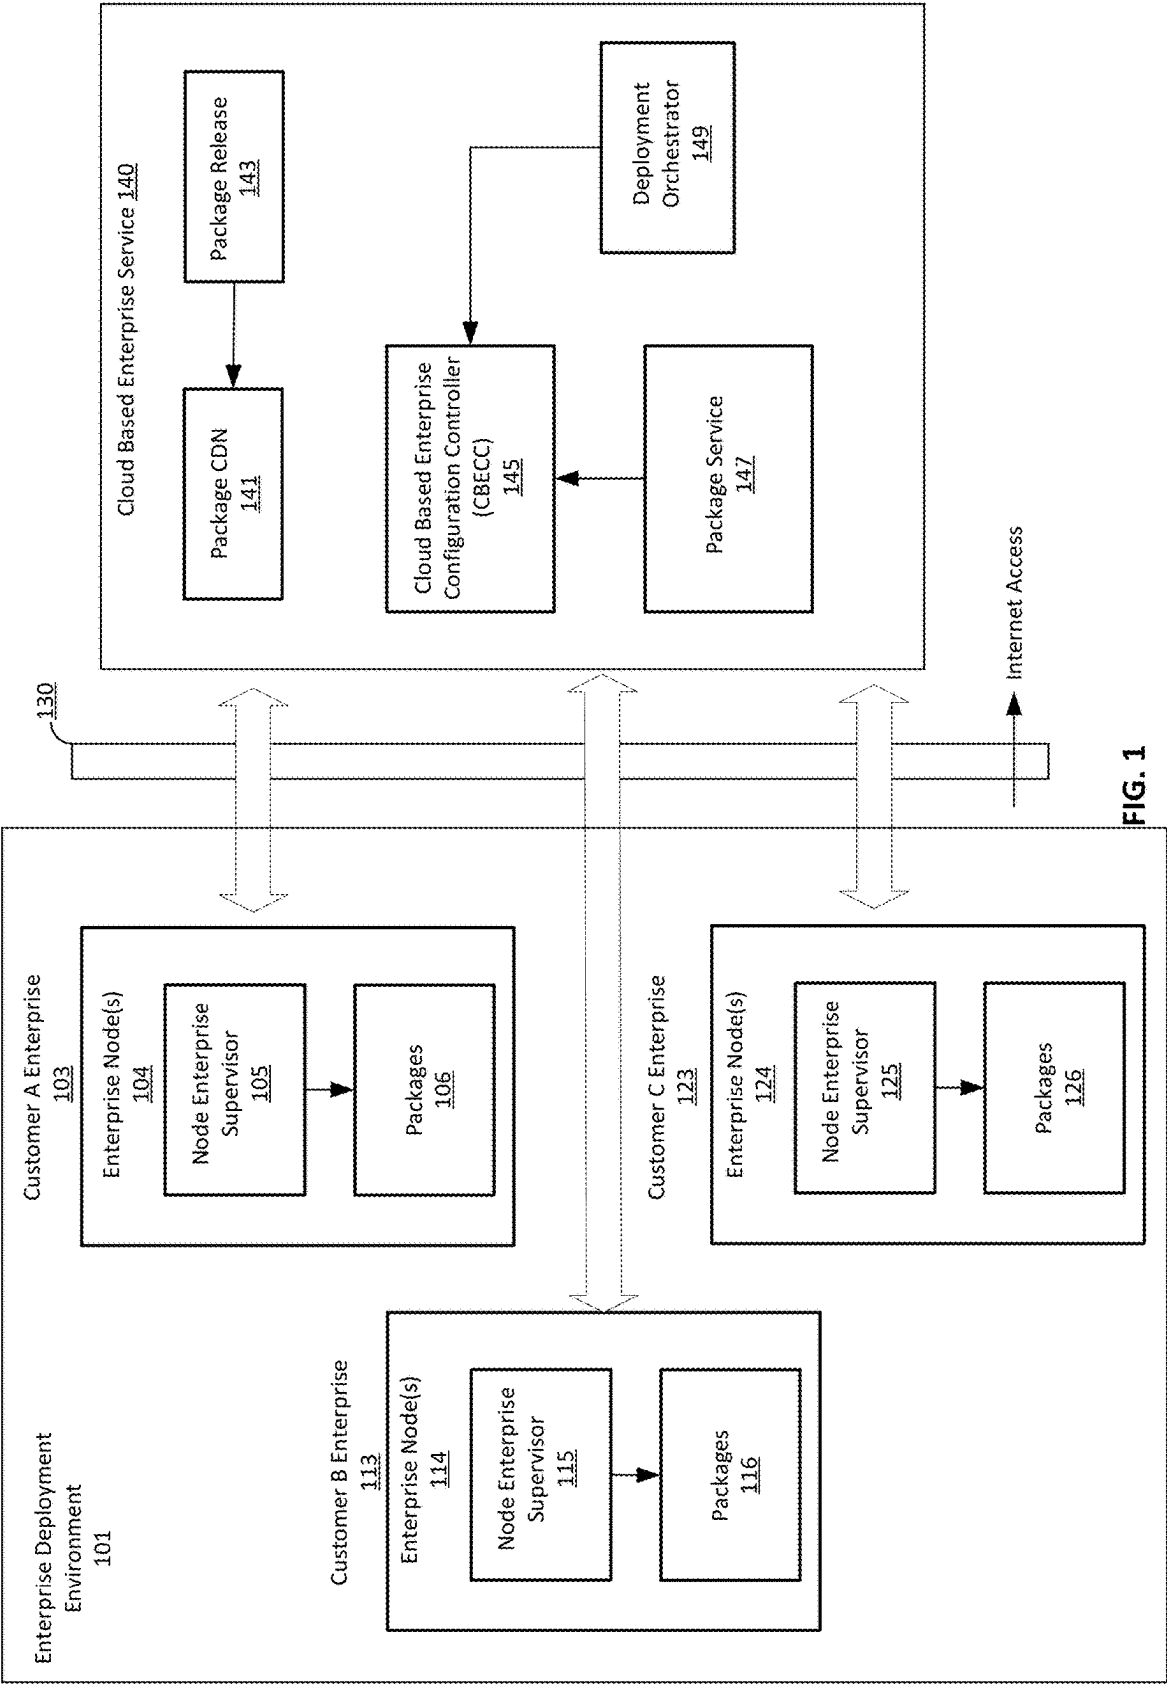 Enterprise Deployment
Environment
101
Customer A Enterprise
103
Enterprise Node(s)
104
Node Enterprise
Supervisor
105
Packages
106
Customer B Enterprise
113
Enterprise Node(s)
114
Node Enterprise
Supervisor
115
Packages
116
Customer C Enterprise
123
Enterprise Node(s)
124
Node Enterprise
Supervisor
125
Packages
126
130
Internet Access
Cloud Based Enterprise Service 140
Package CDN
141
Package Release
143
Cloud Based Enterprise
Configuration Controller
(CBECC)
145
Package Service
147
Deployment
Orchestrator
149
FIG. 1